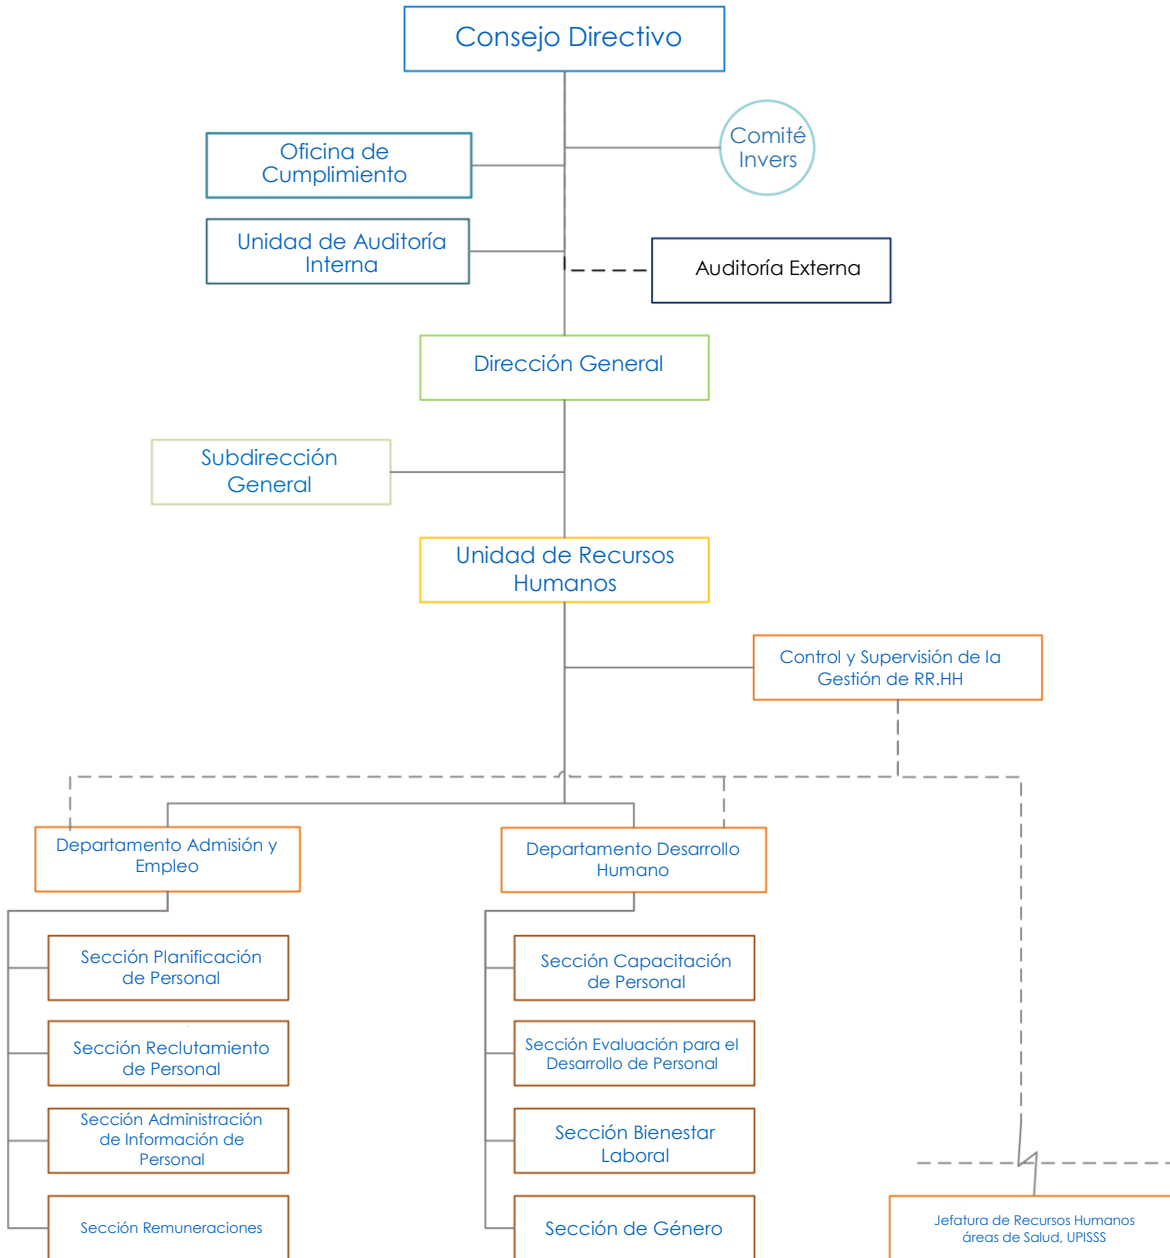 Consejo Directivo
Comité
Invers
Oficina de
Cumplimiento
Unidad de Auditoría
Interna
Auditoría Externa
Dirección General
Subdirección
General
Unidad de Recursos
Humanos
Control y Supervisión de la
Gestión de RR.HH
Departamento Admisión y
Empleo
Departamento Desarrollo
Humano
Sección Planificación
de Personal
Sección Reclutamiento
de Personal
Sección Administración
de Información de
Personal
Sección Remuneraciones
Sección Capacitación
de Personal
Sección Evaluación para el
Desarrollo de Personal
Sección Bienestar
Laboral
Sección de Género
Jefatura de Recursos Humanos
áreas de Salud, UPISSS